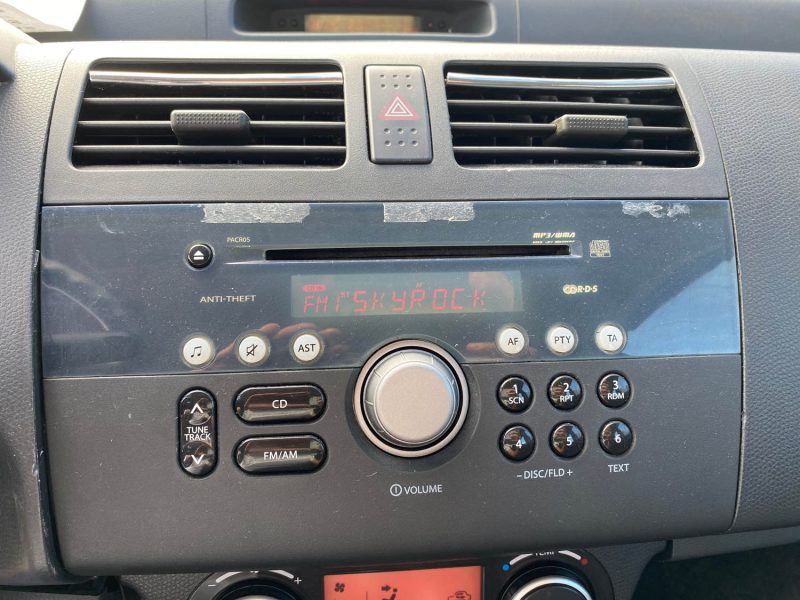 PACR05
MP3/WMA
ANTI-THEFT
FM1 SKYROCK
R·D·S
AST
AF
PTY
TA
TUNE
TRACK
CD
FM/AM
1
SCN
2
RPT
3
RDM
4
5
6
– DISC/FLD +
TEXT
VOLUME
– +
TEMP